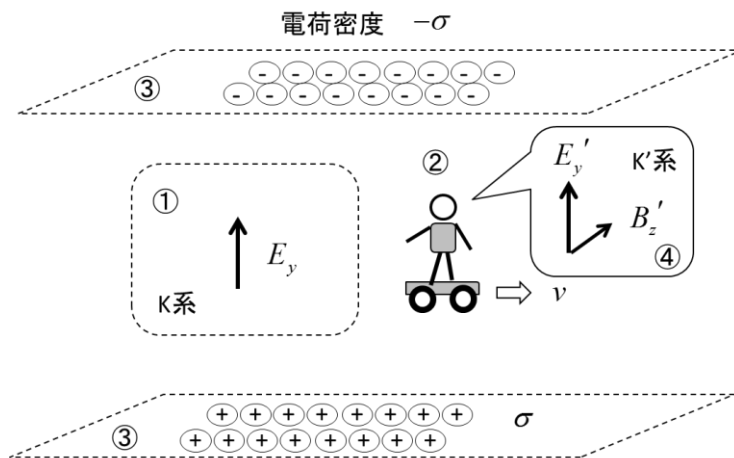 電荷密度 −σ
③
- - - - - - - -
- - - - - - - -
①
E_y
K系
②
E_y' K'系
B_z'
④
v
+ + + + + + + +
+ + + + + + + +
σ
③